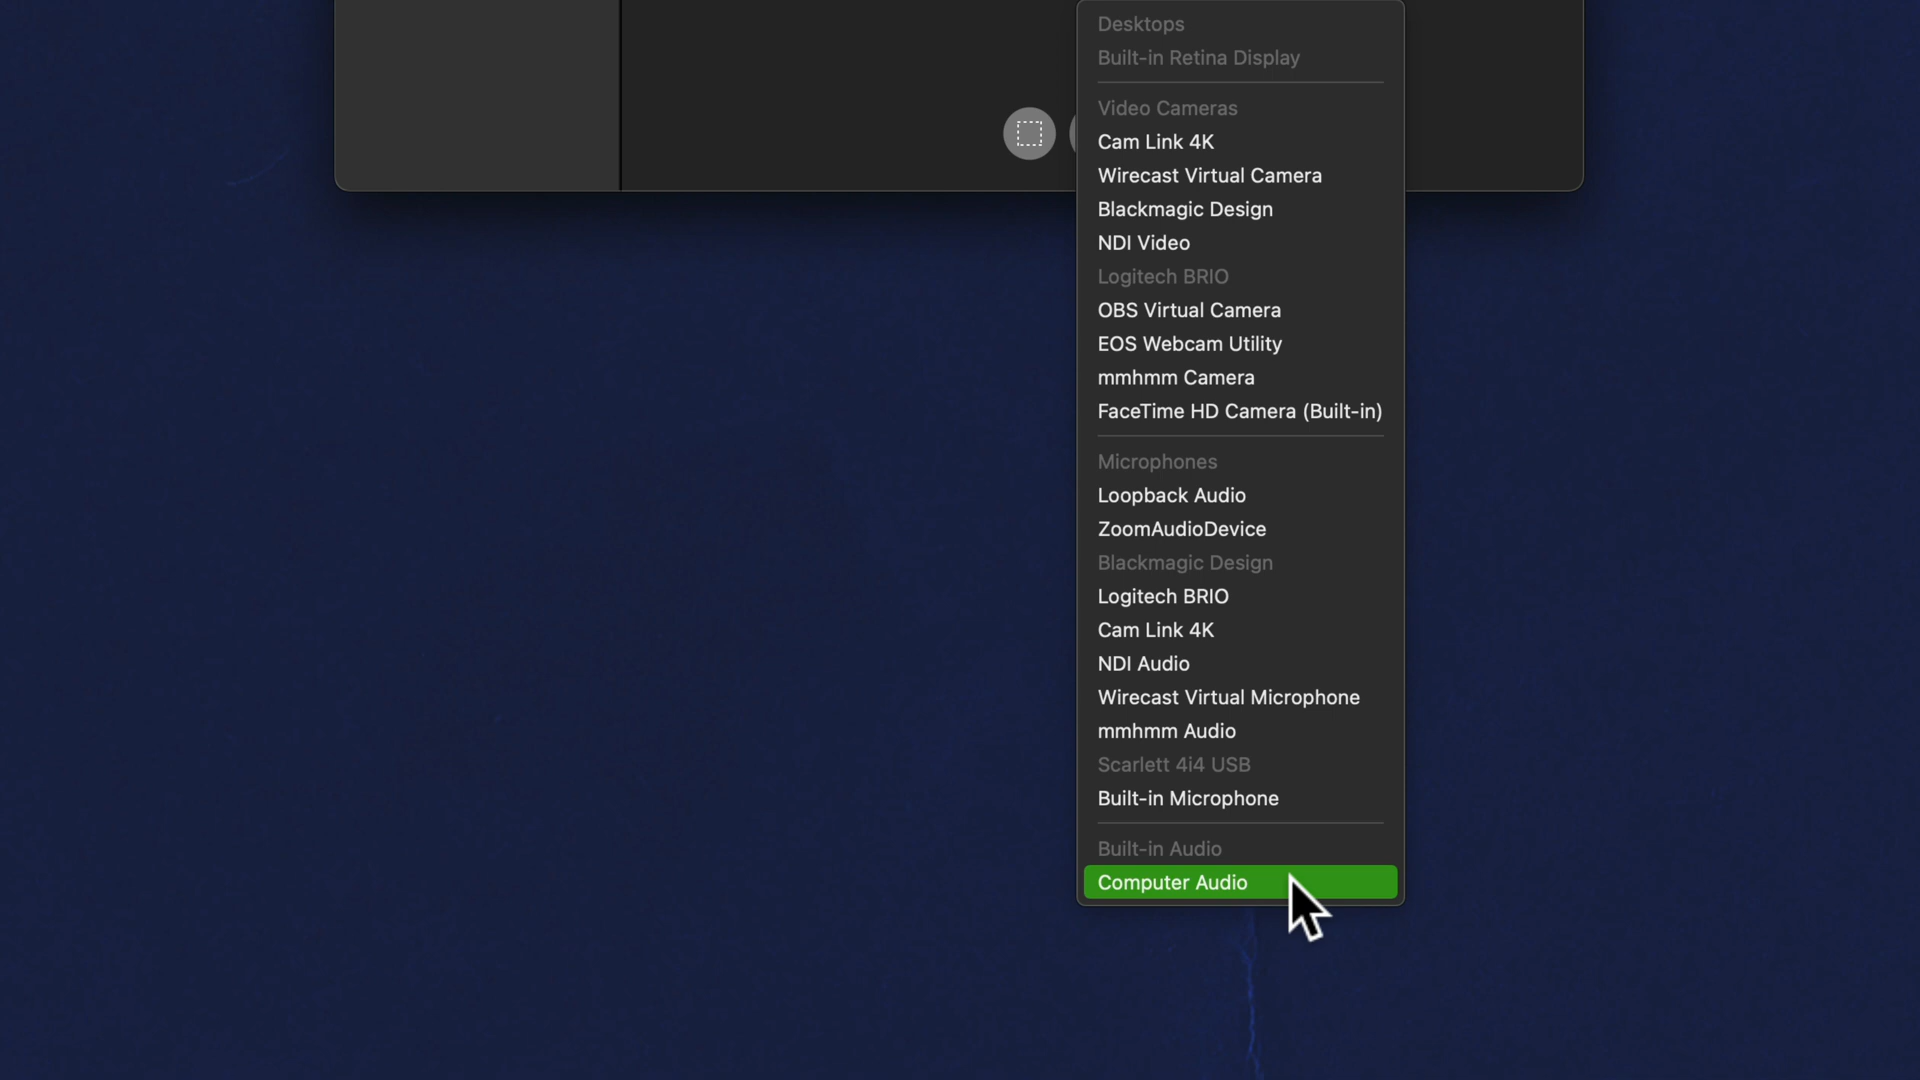 Desktops
Built-in Retina Display
Video Cameras
Cam Link 4K
Wirecast Virtual Camera
Blackmagic Design
NDI Video
Logitech BRIO
OBS Virtual Camera
EOS Webcam Utility
mmhmm Camera
FaceTime HD Camera (Built-in)
Microphones
Loopback Audio
ZoomAudioDevice
Blackmagic Design
Logitech BRIO
Cam Link 4K
NDI Audio
Wirecast Virtual Microphone
mmhmm Audio
Scarlett 4i4 USB
Built-in Microphone
Built-in Audio
Computer Audio